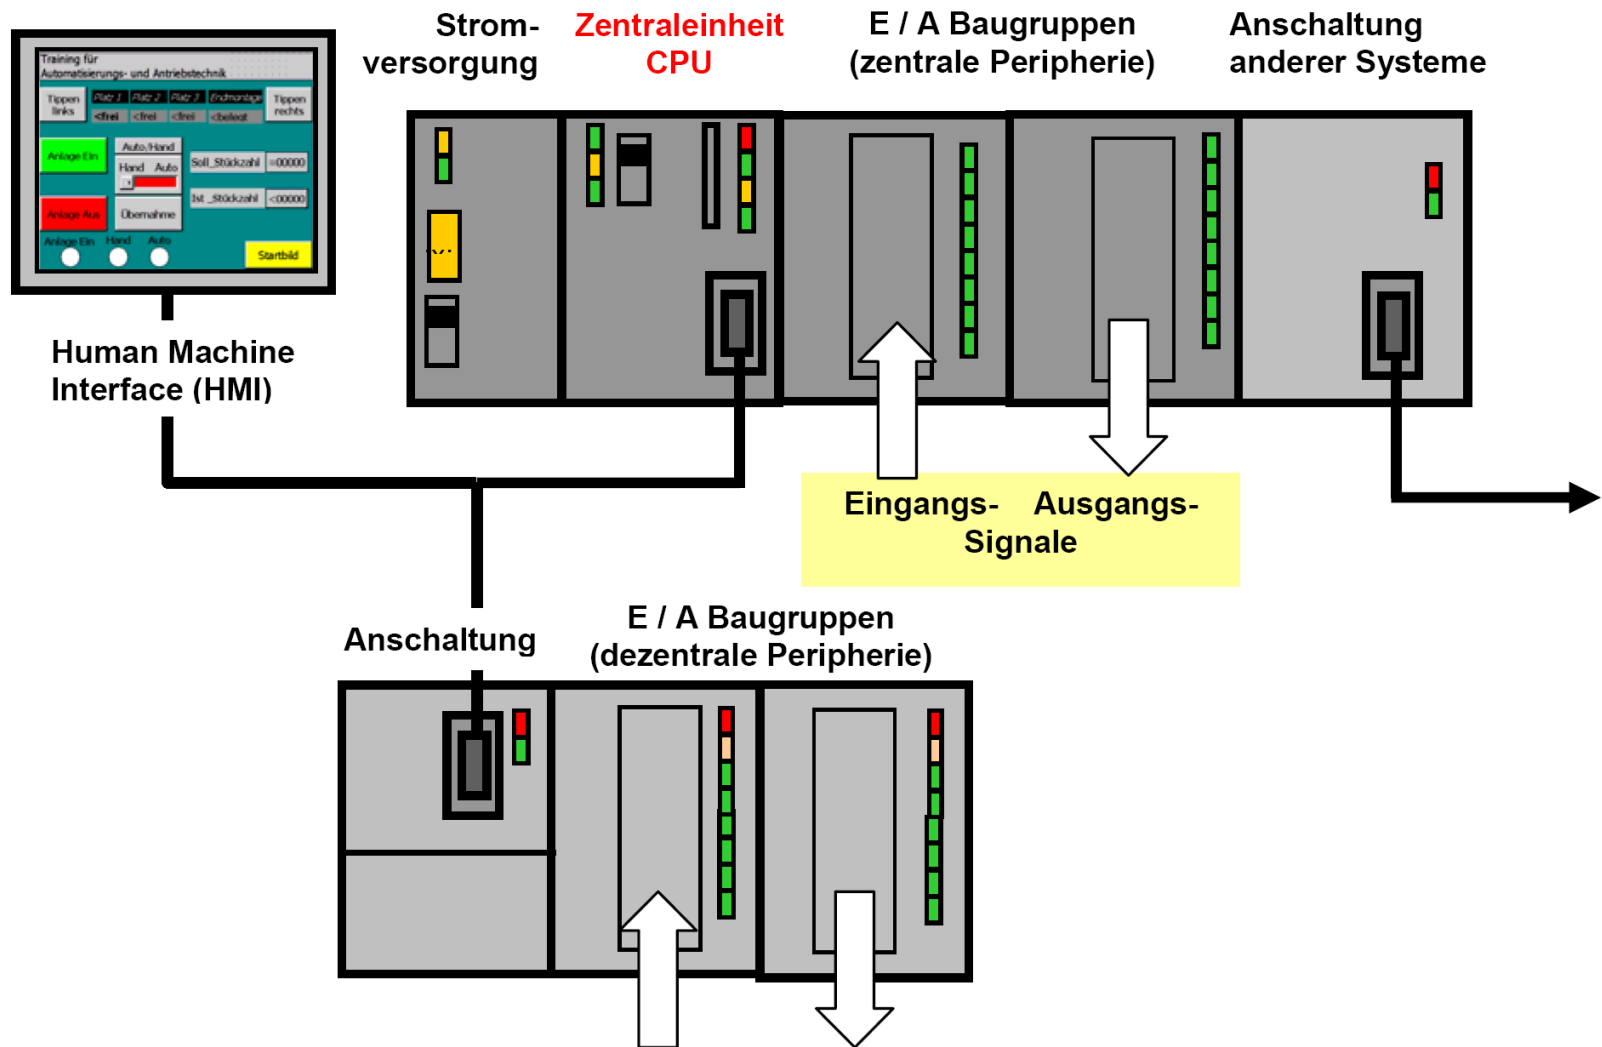 Strom-
versorgung
Zentraleinheit
CPU
E / A Baugruppen
(zentrale Peripherie)
Anschaltung
anderer Systeme
Training für
Automatisierungs- und Antriebstechnik
Tippen
links
Platz 1
Platz 2
Platz 3
Endmontage
Tippen
rechts
<frei
<frei
<frei
<belegt
Anlage Ein
Auto/Hand
Hand Auto
Soll_Stückzahl
=00000
Ist_Stückzahl
<00000
Anlage Aus
Übernahme
Anlage Ein
Hand
Auto
Startbild
Human Machine
Interface (HMI)
Eingangs- Ausgangs-
Signale
Anschaltung
E / A Baugruppen
(dezentrale Peripherie)